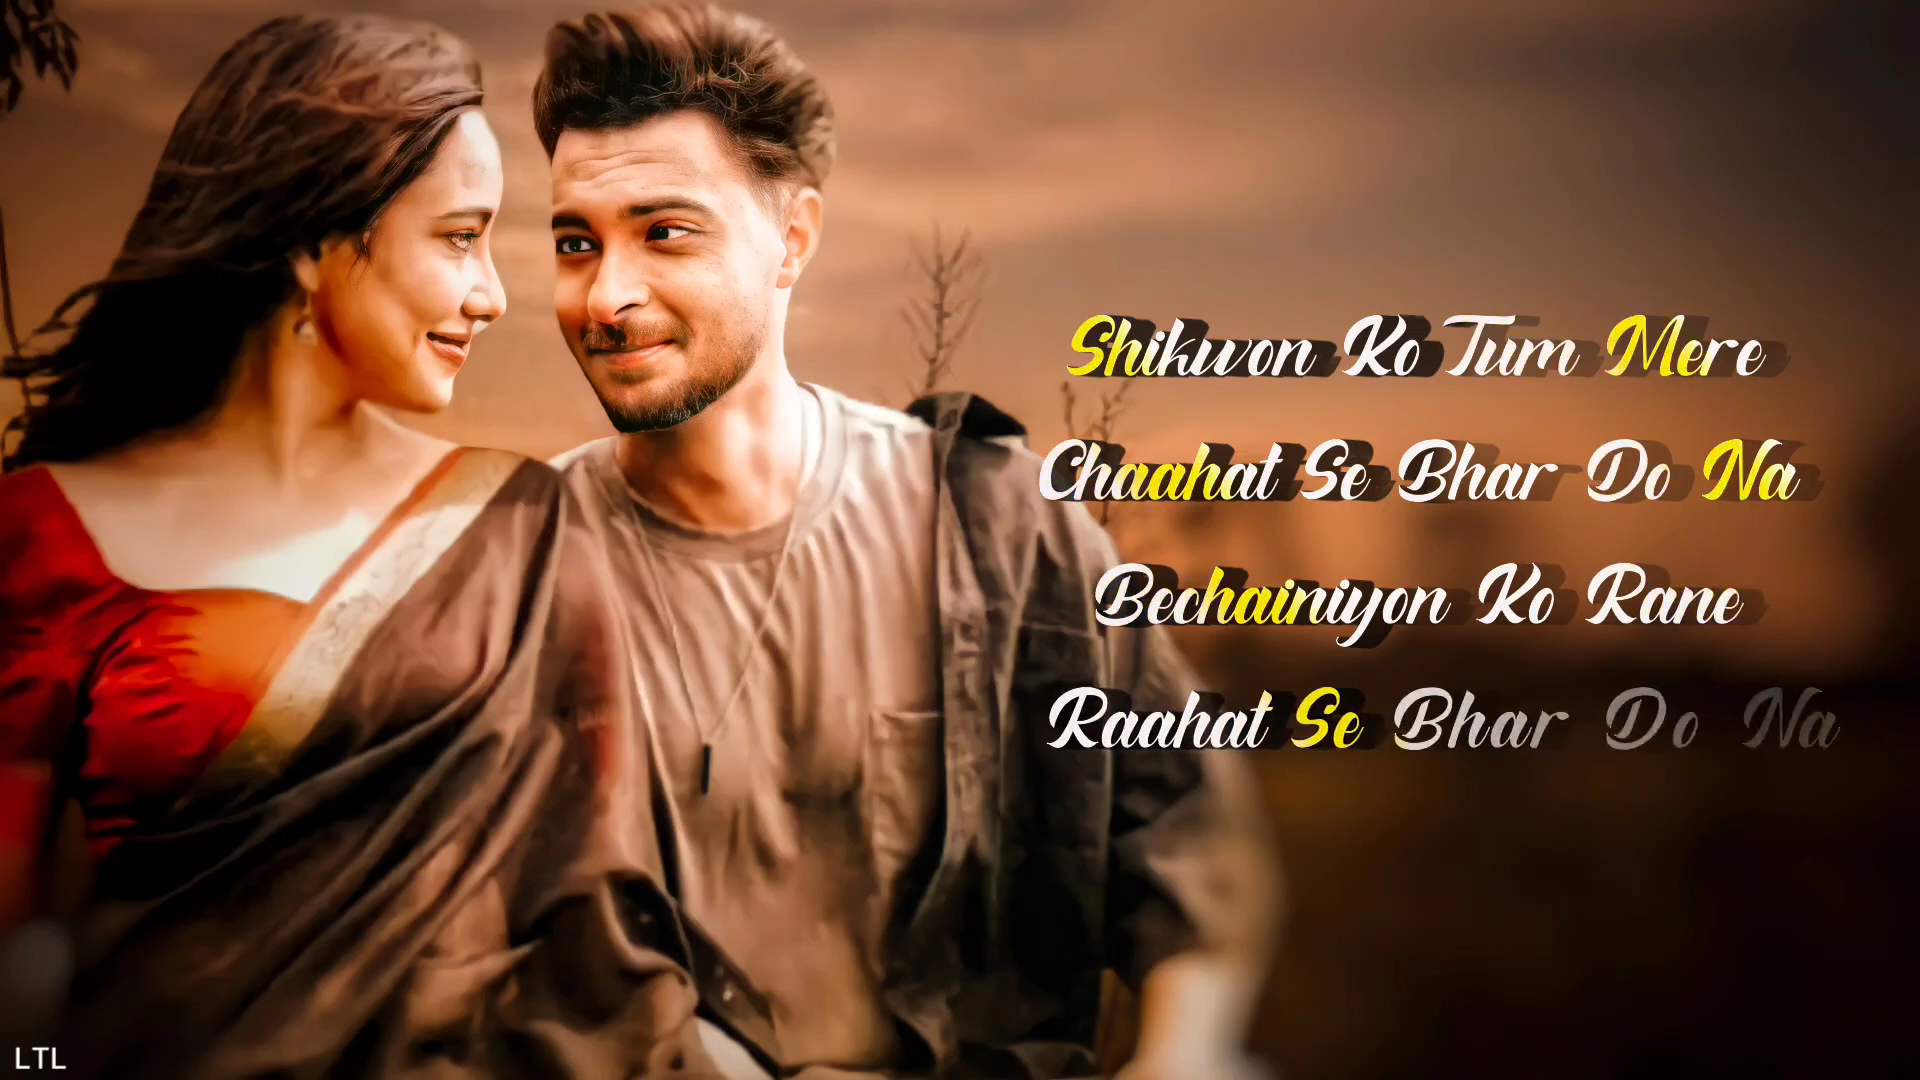 Shikwon Ko Tum Mere
Chaahat Se Bhar Do Na
Bechainiyon Ko Rane
Raahat Se Bhar Do Na
LTL